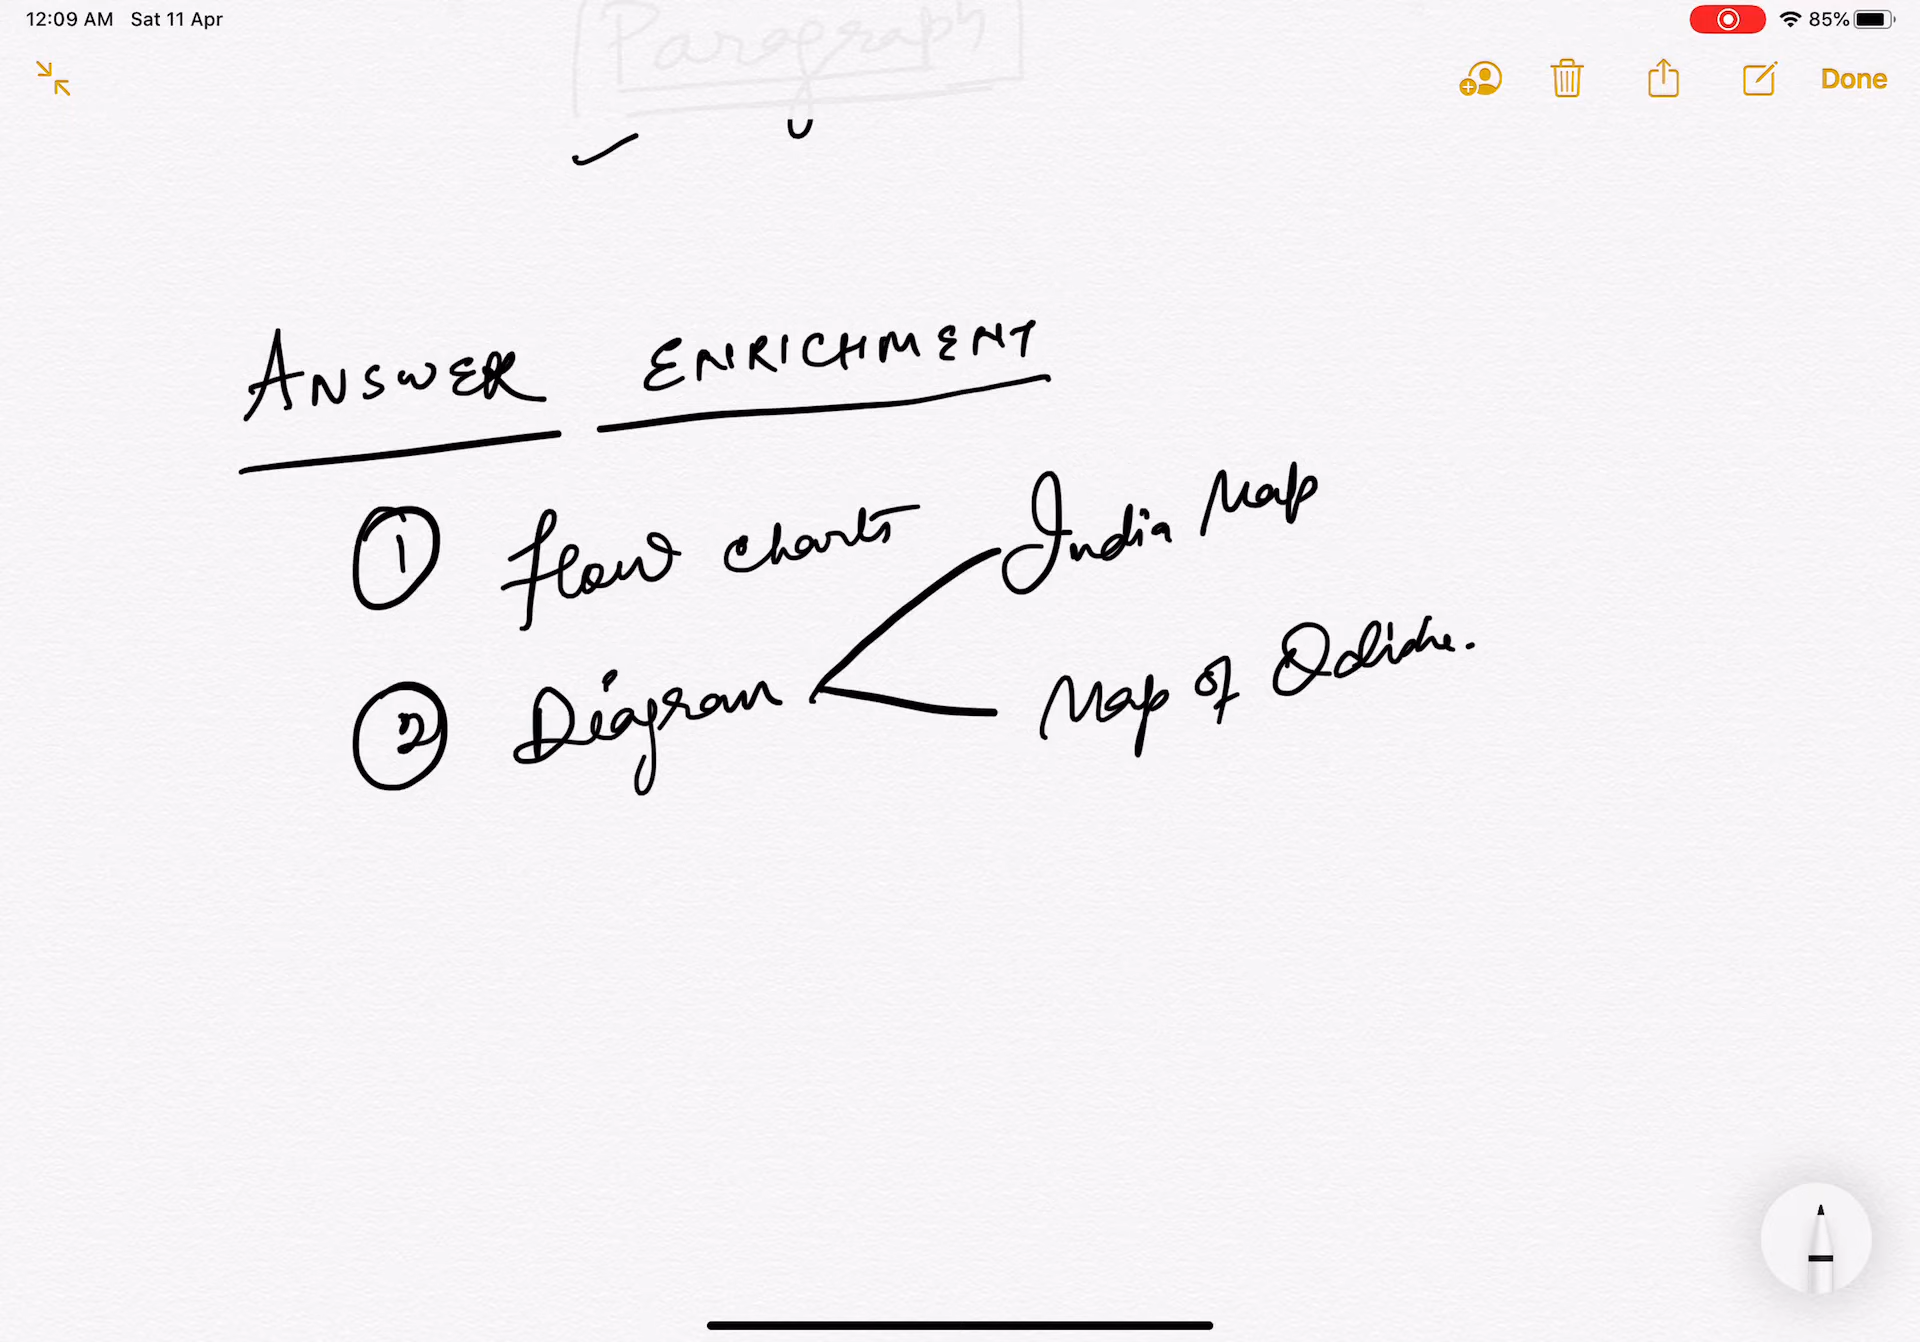 12:09 AM Sat 11 Apr 85%
Paragraph
Done
ANSWER ENRICHMENT
① Flow charts
India Map
② Diagram
Map of Odisha.